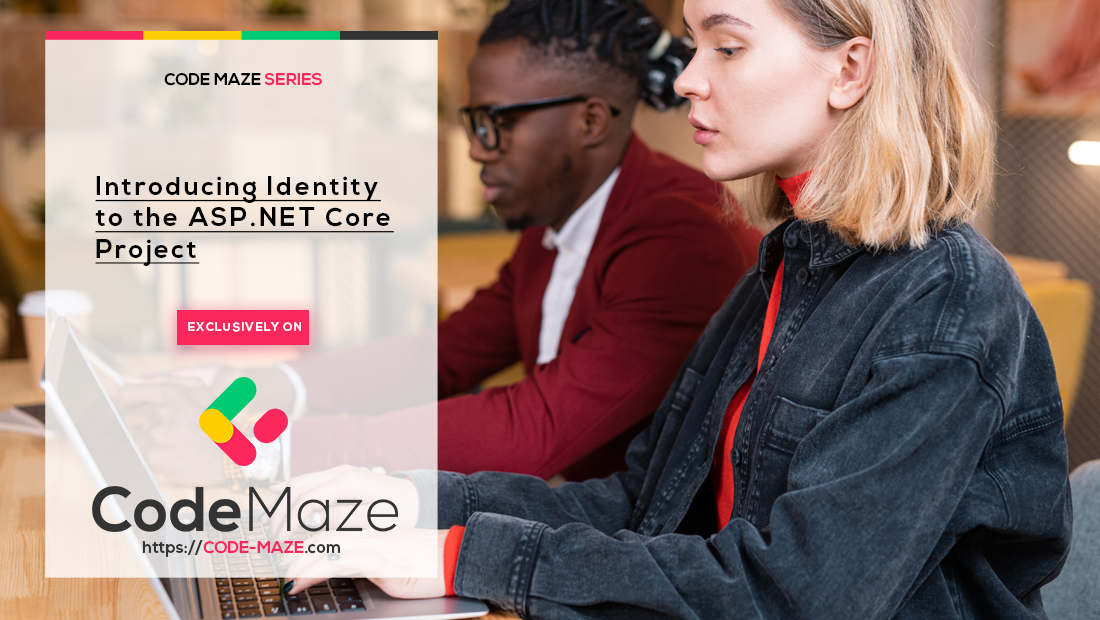 CODE MAZE SERIES
Introducing Identity
to the ASP.NET Core
Project
EXCLUSIVELY ON
CodeMaze
https://CODE-MAZE.com